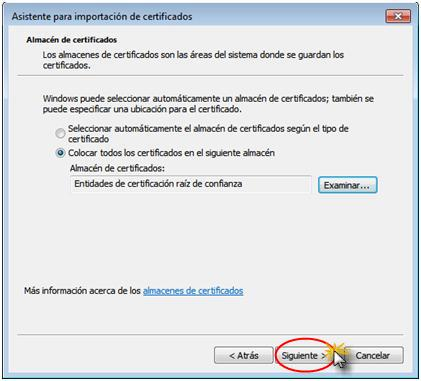 Asistente para importación de certificados
Almacén de certificados
Los almacenes de certificados son las áreas del sistema donde se guardan los
certificados.
Windows puede seleccionar automáticamente un almacén de certificados; también se
puede especificar una ubicación para el certificado.
Seleccionar automáticamente el almacén de certificados según el tipo de
certificado
Colocar todos los certificados en el siguiente almacén
Almacén de certificados:
Entidades de certificación raíz de confianza
Examinar...
Más información acerca de los almacenes de certificados
< Atrás
Siguiente >
Cancelar